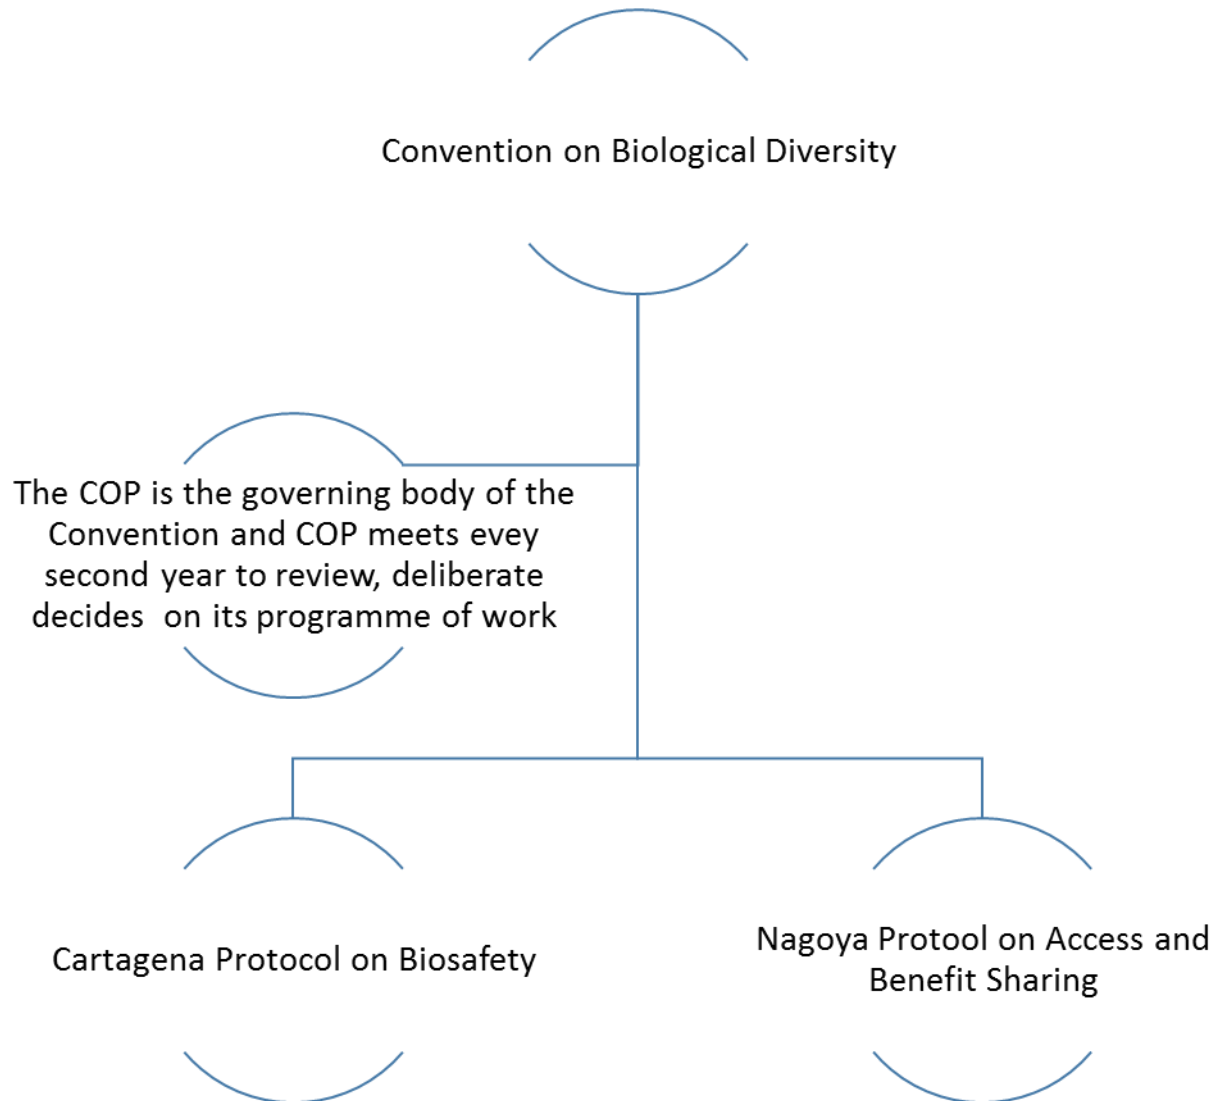 Convention on Biological Diversity
The COP is the governing body of the
Convention and COP meets evey
second year to review, deliberate
decides  on its programme of work
Cartagena Protocol on Biosafety
Nagoya Protool on Access and
Benefit Sharing